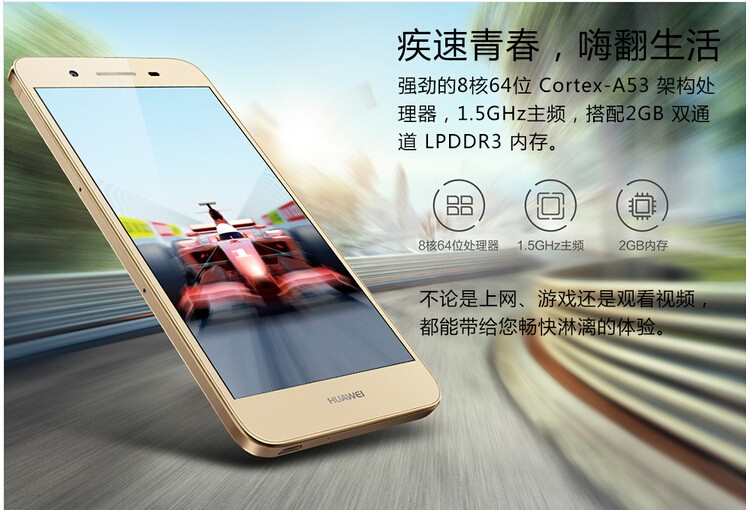 疾速青春，嗨翻生活
强劲的8核64位 Cortex-A53 架构处
理器，1.5GHz主频，搭配2GB 双通
道 LPDDR3 内存。
8核64位处理器
1.5GHz主频
2GB内存
不论是上网、游戏还是观看视频，
都能带给您畅快淋漓的体验。
1
HUAWEI